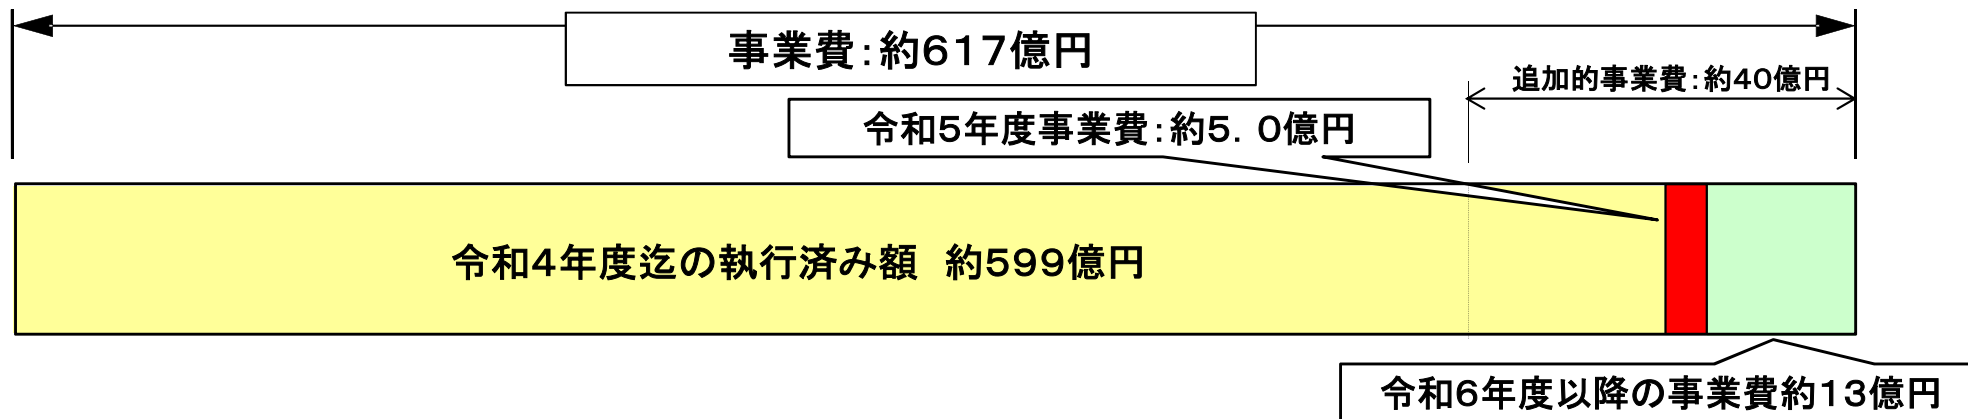 事業費：約６１７億円
追加的事業費：約４０億円
令和５年度事業費：約５．０億円
令和４年度迄の執行済み額　約５９９億円
令和６年度以降の事業費約１３億円